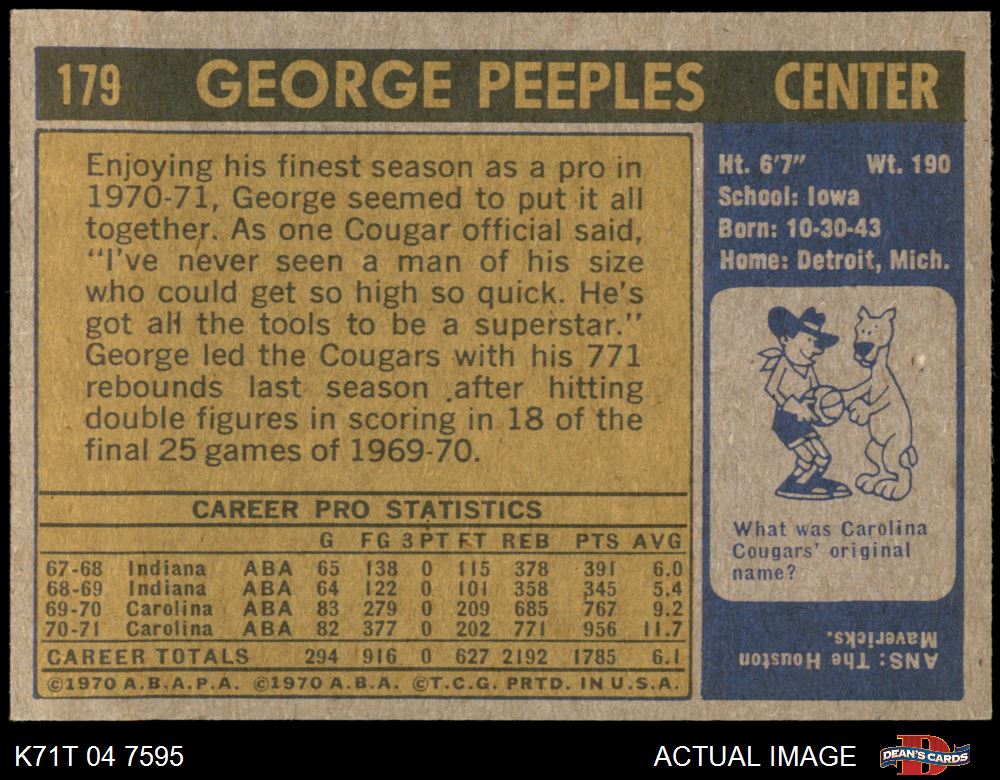 179 GEORGE PEEPLES CENTER
Enjoying his finest season as a pro in
1970-71, George seemed to put it all
together. As one Cougar official said,
"I've never seen a man of his size
who could get so high so quick. He's
got all the tools to be a superstar."
George led the Cougars with his 771
rebounds last season after hitting
double figures in scoring in 18 of the
final 25 games of 1969-70.
Ht. 6'7" Wt. 190
School: Iowa
Born: 10-30-43
Home: Detroit, Mich.
What was Carolina
Cougars' original
name?
ANS: The Houston
Mavericks.
CAREER PRO STATISTICS
G FG 3PT FT REB PTS AVG
67-68 Indiana ABA 65 138 0 115 378 391 6.0
68-69 Indiana ABA 64 122 0 101 358 345 5.4
69-70 Carolina ABA 83 279 0 209 685 767 9.2
70-71 Carolina ABA 82 377 0 202 771 956 11.7
CAREER TOTALS 294 916 0 627 2192 1785 6.1
©1970 A.B.A.P.A. ©1970 A.B.A. ©T.C.G. PRTD. IN U.S.A.
K71T 04 7595 ACTUAL IMAGE D DEAN'S CARDS